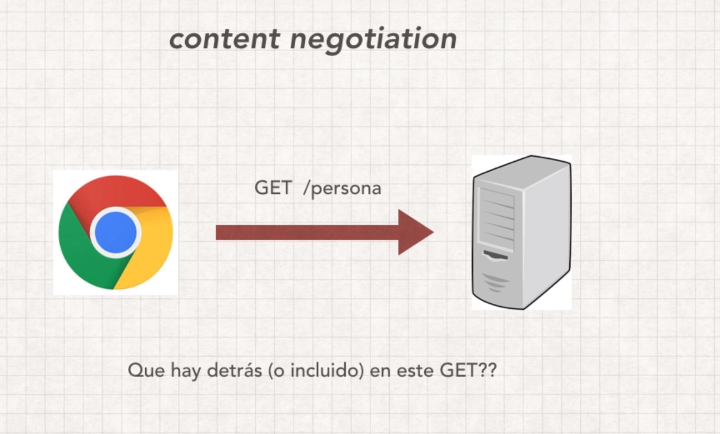 content negotiation
GET /persona
Que hay detrás (o incluido) en este GET??